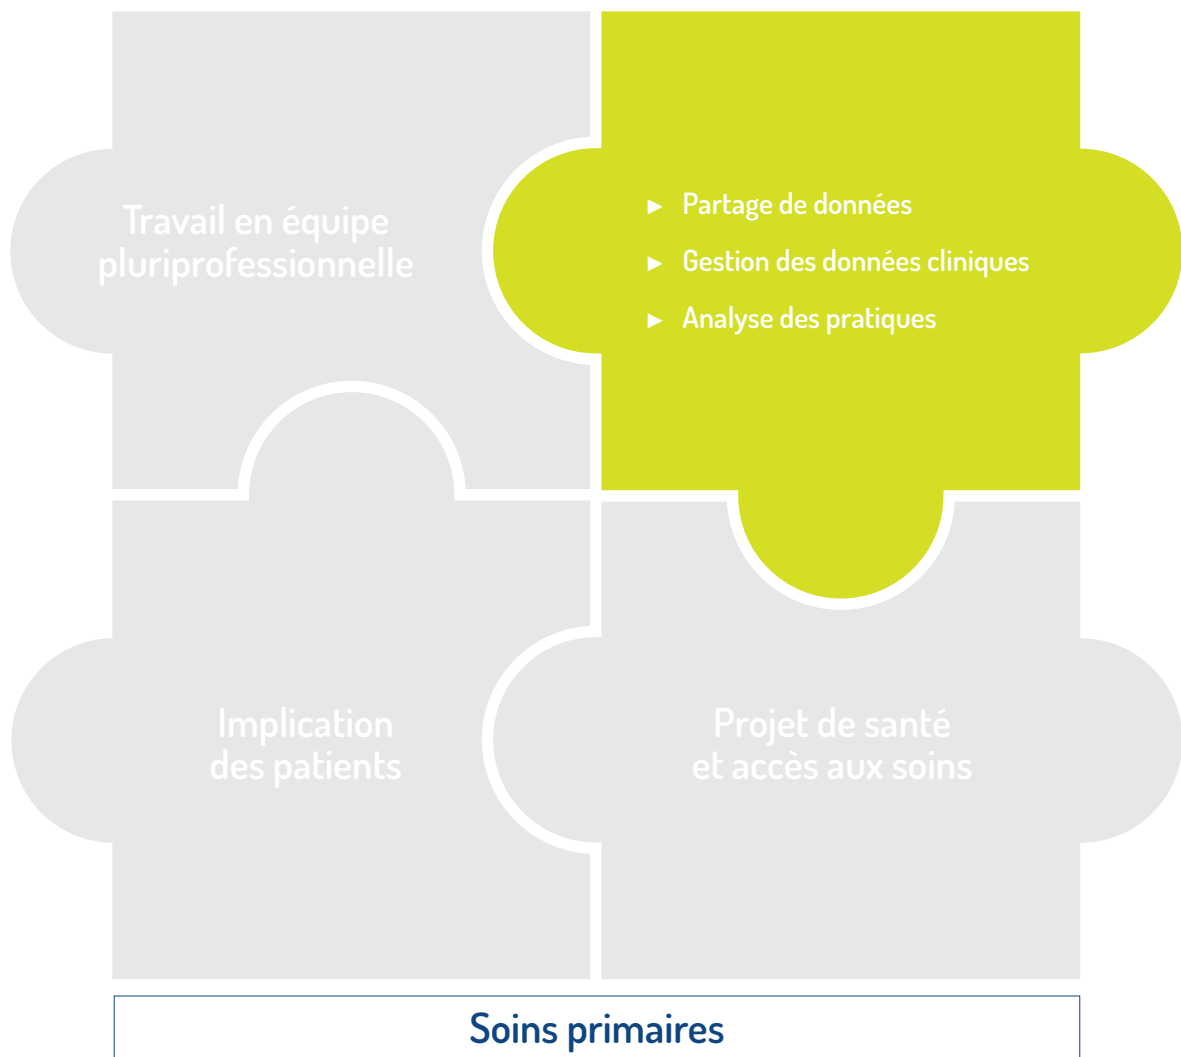 Travail en équipe
pluriprofessionnelle
► Partage de données
► Gestion des données cliniques
► Analyse des pratiques
Implication
des patients
Projet de santé
et accès aux soins
Soins primaires